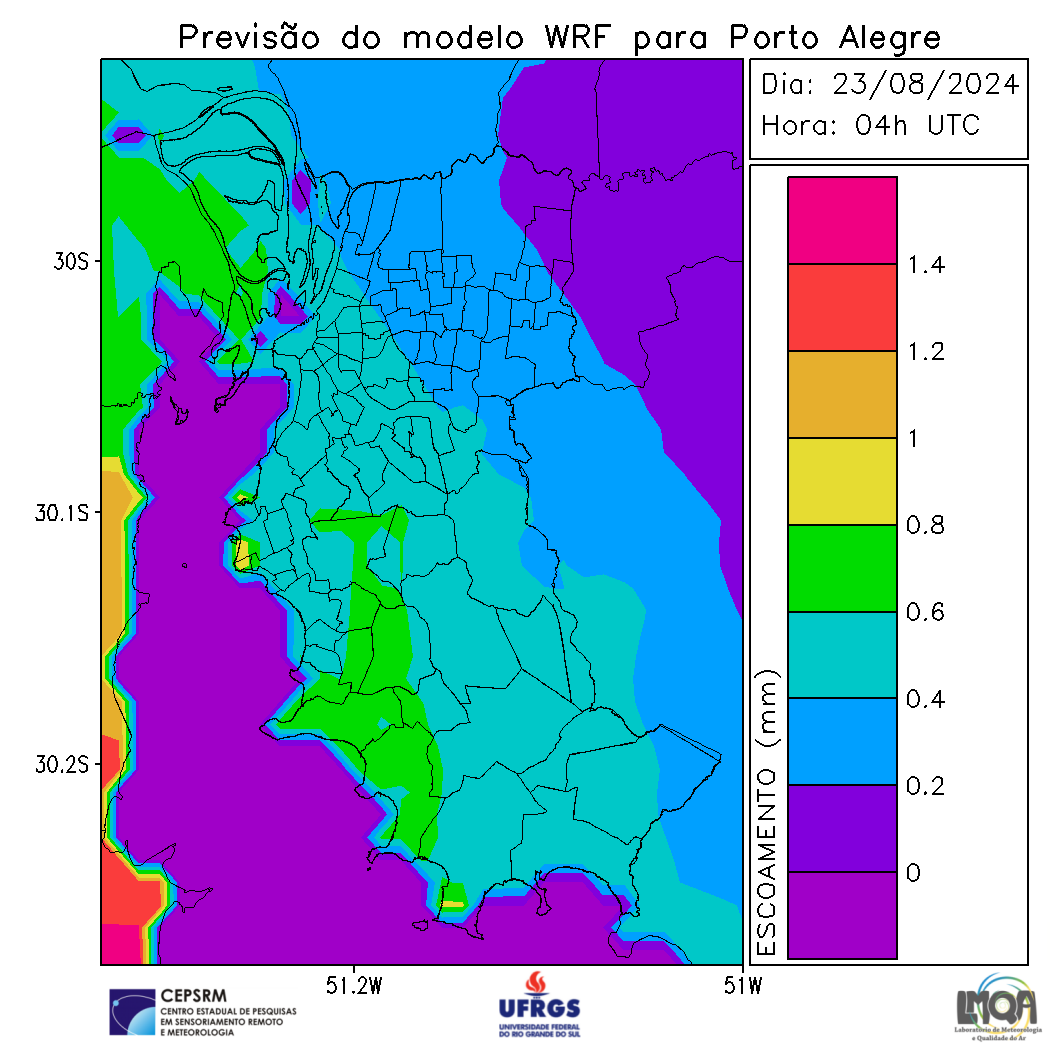 Previsão do modelo WRF para Porto Alegre
Dia: 23/08/2024
Hora: 04h UTC
30S
30.1S
30.2S
51.2W
51W
ESCOAMENTO (mm)
1.4
1.2
1
0.8
0.6
0.4
0.2
0
CEPSRM
CENTRO ESTADUAL DE PESQUISAS
EM SENSORIAMENTO REMOTO
E METEOROLOGIA
UFRGS
UNIVERSIDADE FEDERAL
DO RIO GRANDE DO SUL
LMQA
Laboratório de Meteorologia
e Qualidade do Ar